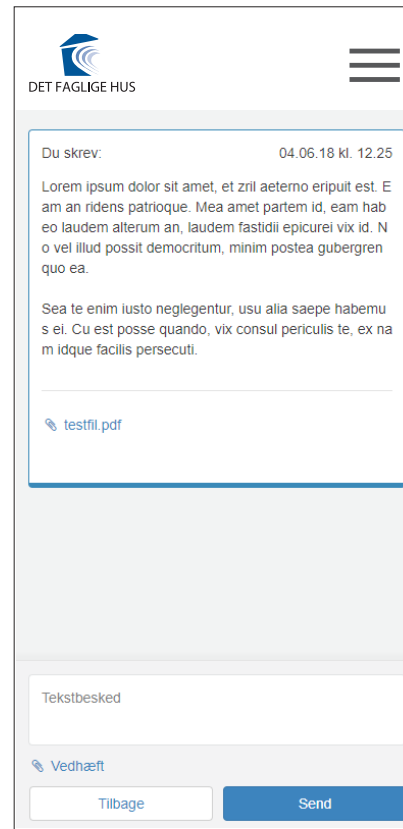 DET FAGLIGE HUS
Du skrev: 04.06.18 kl. 12.25
Lorem ipsum dolor sit amet, et zril aeterno eripuit est. E
am an ridens patrioque. Mea amet partem id, eam hab
eo laudem alterum an, laudem fastidii epicurei vix id. N
o vel illud possit democritum, minim postea gubergren
quo ea.
Sea te enim iusto neglegentur, usu alia saepe habemu
s ei. Cu est posse quando, vix consul periculis te, ex na
m idque facilis persecuti.
testfil.pdf
Tekstbesked
Vedhæft
Tilbage
Send